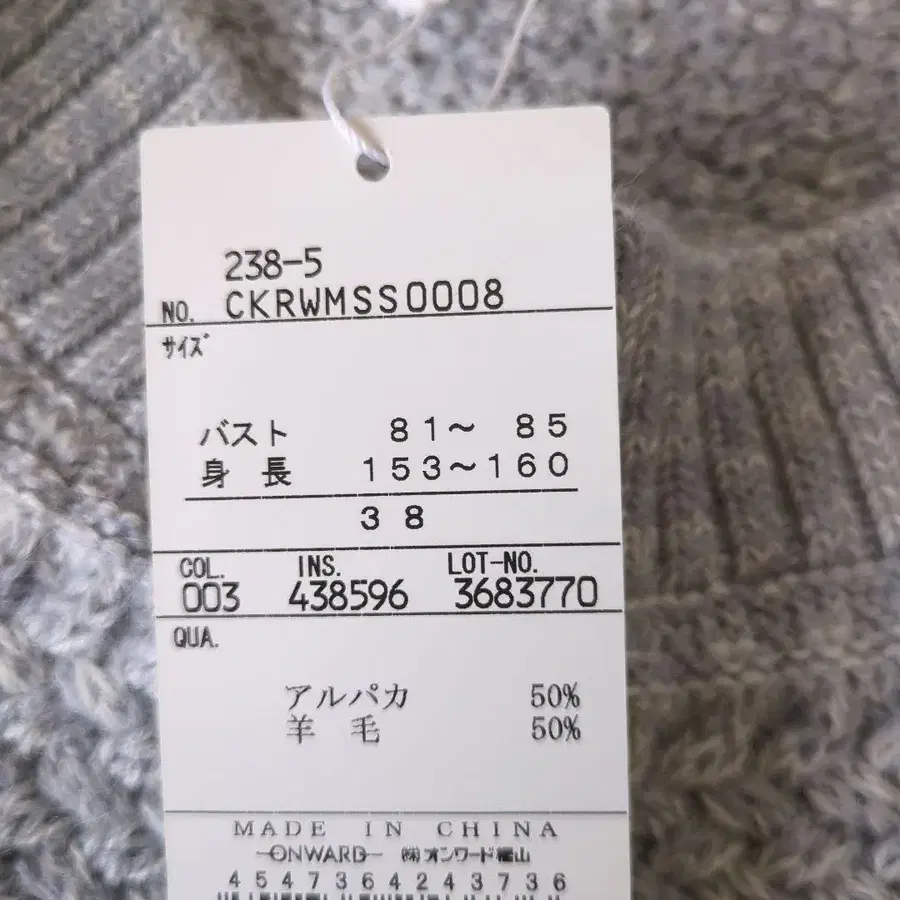 238-5
NO. CKRWMSS0008
ｻｲｽﾞ
バスト 81～ 85
身 長 153～160
38
COL. INS. LOT-NO.
003 438596 3683770
QUA.
アルパカ 50%
羊 毛 50%
MADE IN CHINA
ONWARD ㈱オンワード樫山
4547364243736